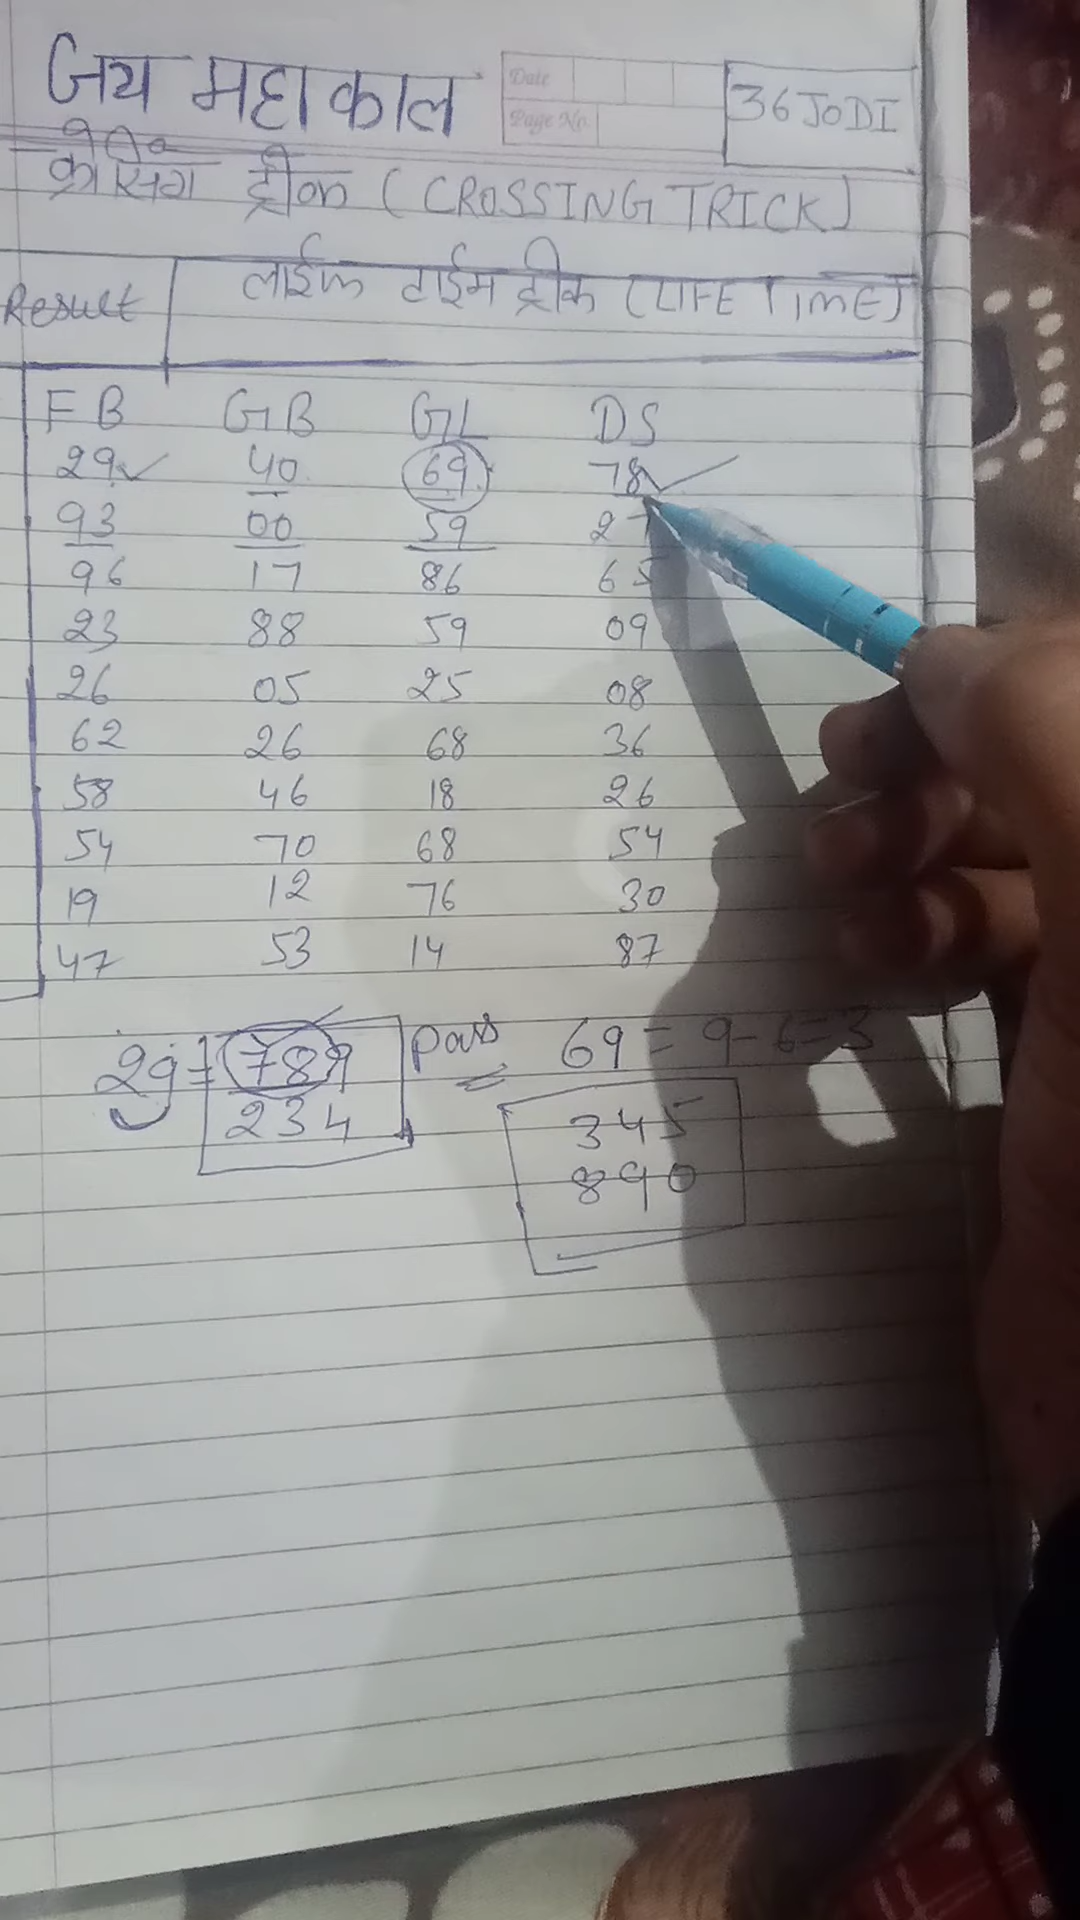 जय महाकाल
Date
Page No.
36 JODI
क्रोसिंग ट्रीक (CROSSING TRICK)
Result
लाईफ टाईम ट्रीक (LIFE TIME)
FB GB GL DS
29 40 69 78
93 00 59 27
96 17 86 65
23 88 59 09
26 05 25 08
62 26 68 36
58 46 18 26
54 70 68 54
19 12 76 30
47 53 14 87
29 = 789 pass 69 = 9-6=3
234
345
890